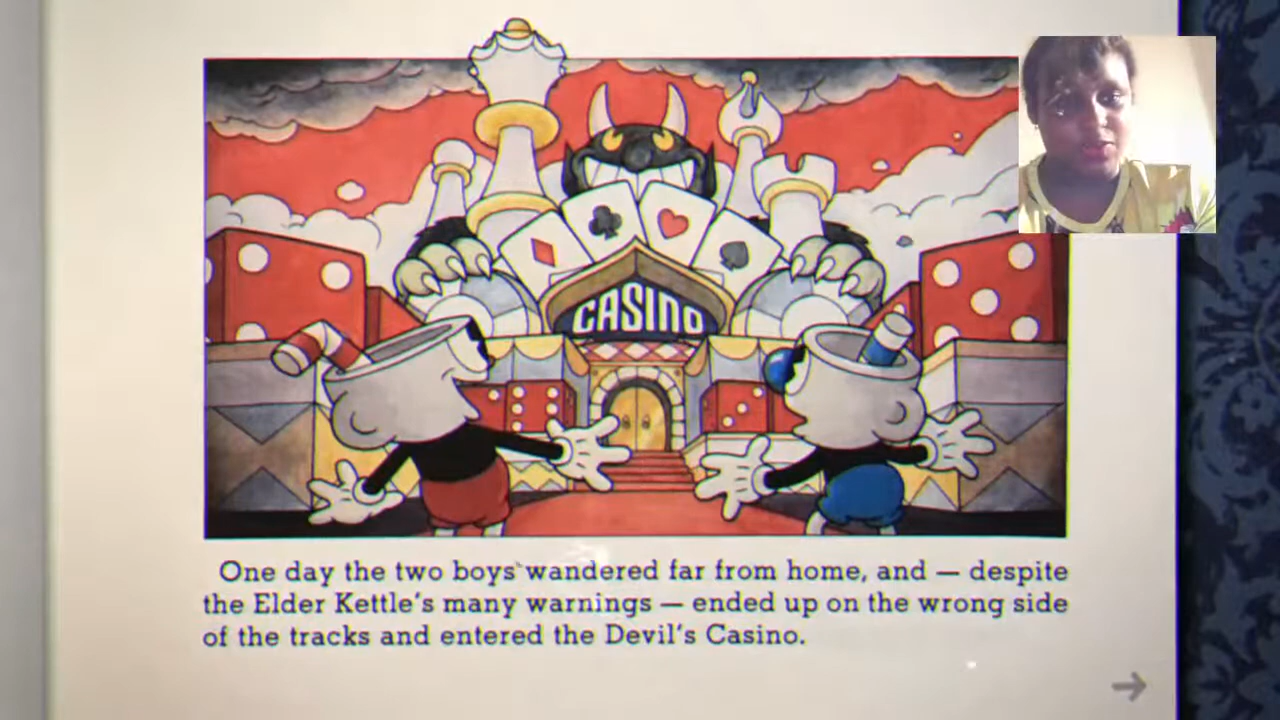 CASINO
One day the two boys wandered far from home, and — despite
the Elder Kettle's many warnings — ended up on the wrong side
of the tracks and entered the Devil's Casino.